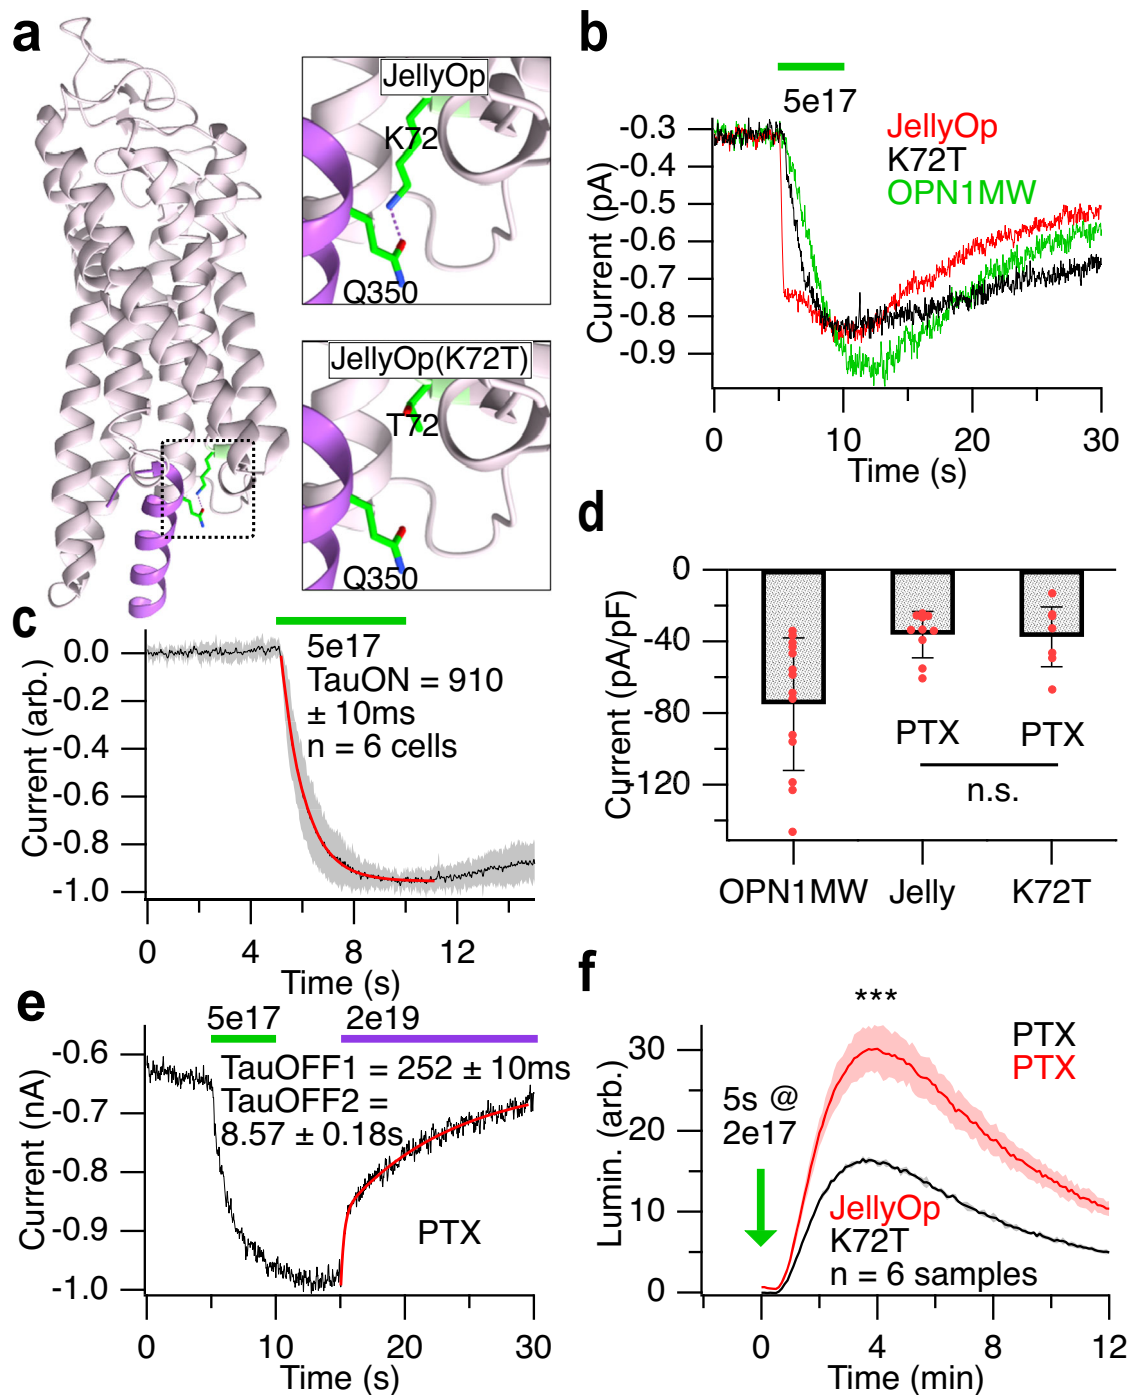 a
JellyOp
K72
Q350
JellyOp(K72T)
T72
Q350
b
5e17
JellyOp
K72T
OPN1MW
Current (pA)
-0.3
-0.4
-0.5
-0.6
-0.7
-0.8
-0.9
0
10
20
30
Time (s)
c
5e17
TauON = 910
± 10ms
n = 6 cells
Current (arb.)
0.0
-0.2
-0.4
-0.6
-0.8
-1.0
0
4
8
12
Time (s)
d
Current (pA/pF)
0
-40
-80
-120
PTX
PTX
n.s.
OPN1MW
Jelly
K72T
e
5e17
2e19
TauOFF1 = 252 ± 10ms
TauOFF2 =
8.57 ± 0.18s
PTX
Current (nA)
-0.6
-0.7
-0.8
-0.9
-1.0
0
10
20
30
Time (s)
f
***
PTX
PTX
5s @
2e17
JellyOp
K72T
n = 6 samples
Lumin. (arb.)
30
20
10
0
0
4
8
12
Time (min)